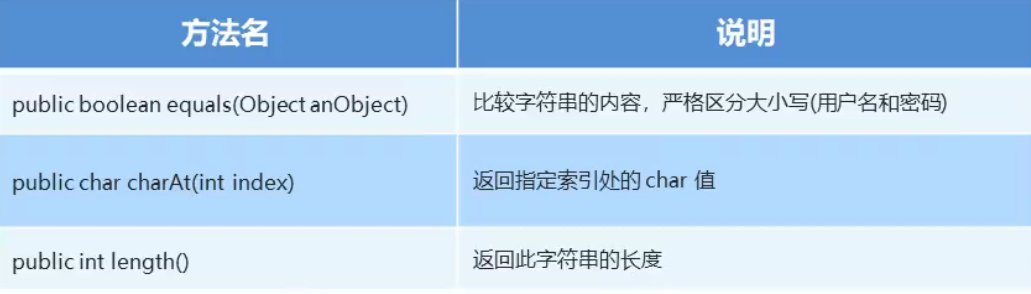 方法名 说明
public boolean equals(Object anObject) 比较字符串的内容，严格区分大小写(用户名和密码)
public char charAt(int index) 返回指定索引处的 char 值
public int length() 返回此字符串的长度